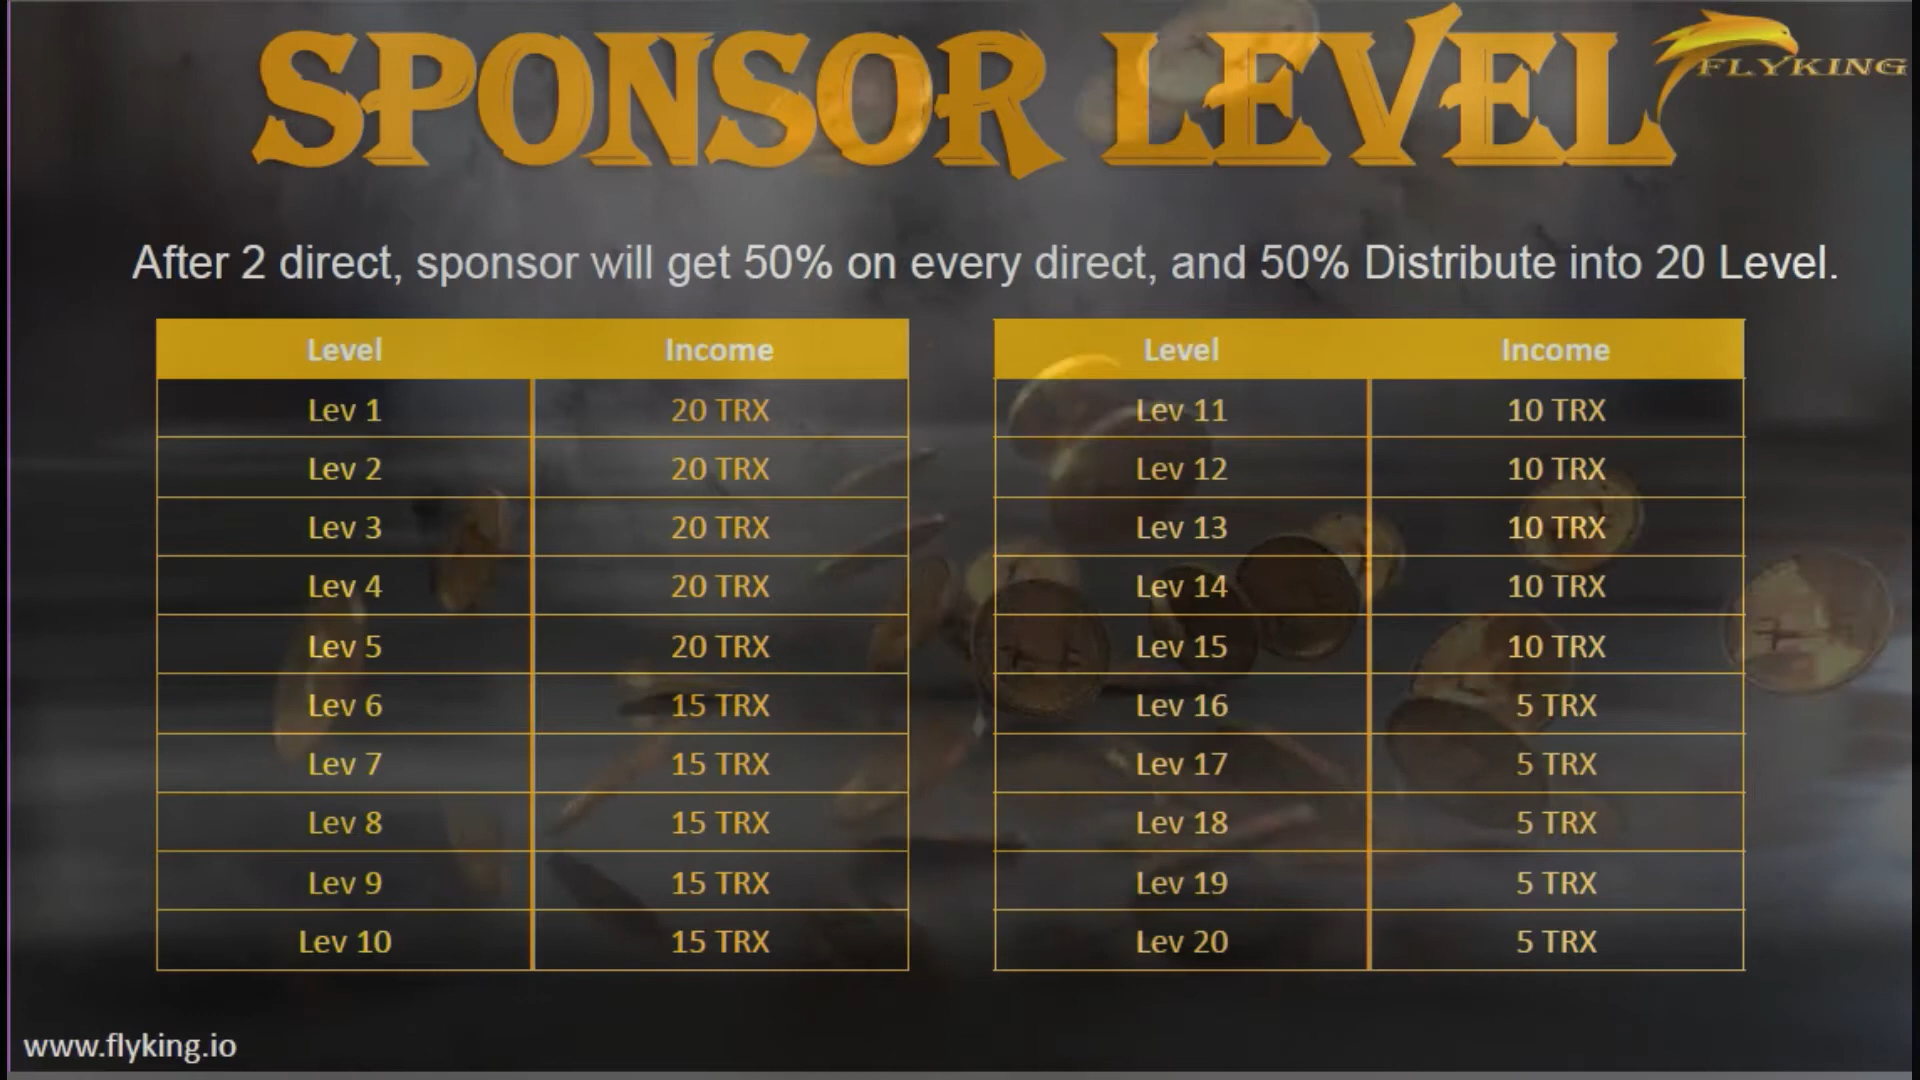 SPONSOR LEVEL
FLYKING
After 2 direct, sponsor will get 50% on every direct, and 50% Distribute into 20 Level.
Level Income
Lev 1 20 TRX
Lev 2 20 TRX
Lev 3 20 TRX
Lev 4 20 TRX
Lev 5 20 TRX
Lev 6 15 TRX
Lev 7 15 TRX
Lev 8 15 TRX
Lev 9 15 TRX
Lev 10 15 TRX
Level Income
Lev 11 10 TRX
Lev 12 10 TRX
Lev 13 10 TRX
Lev 14 10 TRX
Lev 15 10 TRX
Lev 16 5 TRX
Lev 17 5 TRX
Lev 18 5 TRX
Lev 19 5 TRX
Lev 20 5 TRX
www.flyking.io